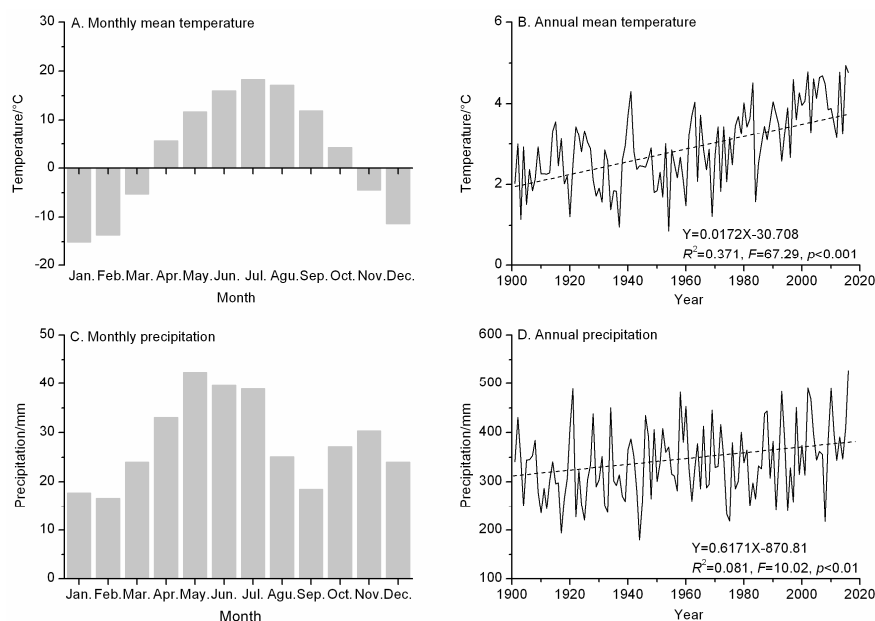 A. Monthly mean temperature
30
20
10
0
-10
-20
Temperature/°C
Jan. Feb. Mar. Apr. May. Jun. Jul. Agu. Sep. Oct. Nov. Dec.
Month
B. Annual mean temperature
6
4
2
0
Temperature/°C
Y=0.0172X-30.708
R²=0.371, F=67.29, p<0.001
1900 1920 1940 1960 1980 2000 2020
Year
C. Monthly precipitation
50
40
30
20
10
0
Precipitation/mm
Jan. Feb. Mar. Apr. May. Jun. Jul. Agu. Sep. Oct. Nov. Dec.
Month
D. Annual precipitation
600
500
400
300
200
100
Precipitation/mm
Y=0.6171X-870.81
R²=0.081, F=10.02, p<0.01
1900 1920 1940 1960 1980 2000 2020
Year